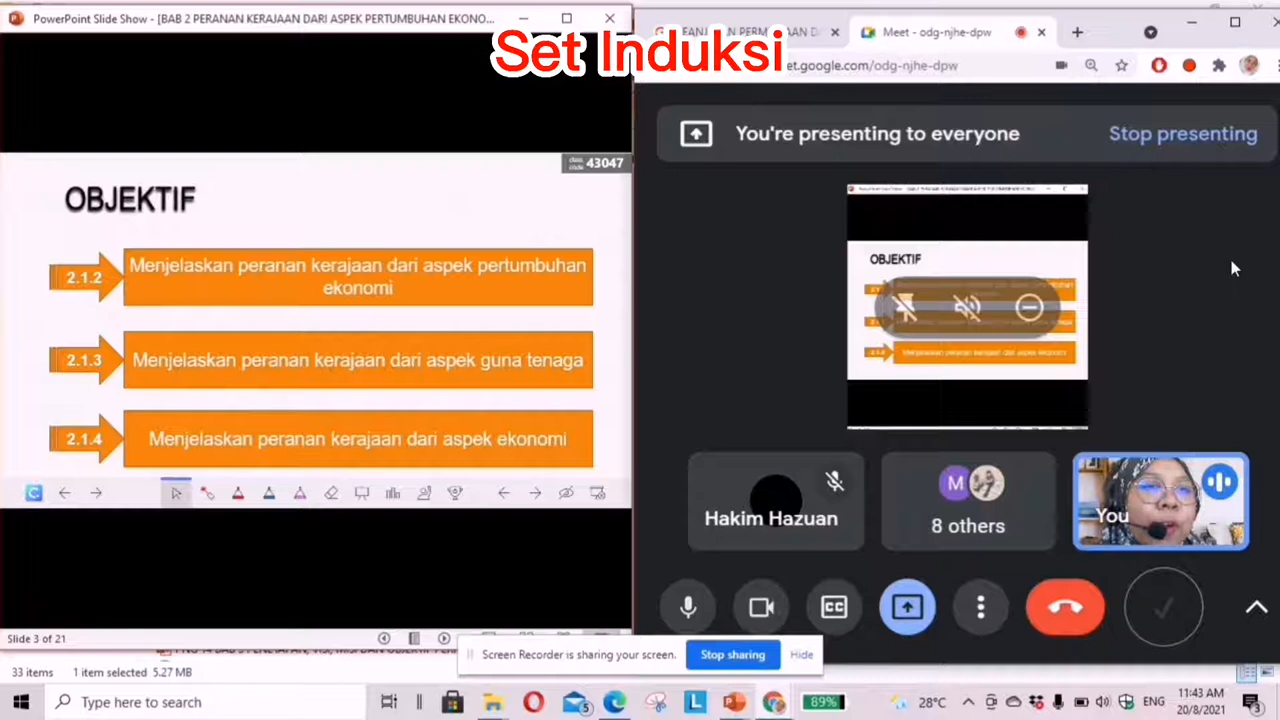 PowerPoint Slide Show - [BAB 2 PERANAN KERAJAAN DARI ASPEK PERTUMBUHAN EKONO...
Set Induksi
Meet - odg-njhe-dpw
et.google.com/odg-njhe-dpw
class code 43047
OBJEKTIF
2.1.2
Menjelaskan peranan kerajaan dari aspek pertumbuhan
ekonomi
2.1.3
Menjelaskan peranan kerajaan dari aspek guna tenaga
2.1.4
Menjelaskan peranan kerajaan dari aspek ekonomi
Slide 3 of 21
You're presenting to everyone
Stop presenting
OBJEKTIF
Hakim Hazuan
M
8 others
You
CC
Screen Recorder is sharing your screen.
Stop sharing
Hide
33 items
1 item selected 5.27 MB
Type here to search
5
L
89%
28°C
ENG
11:43 AM
20/8/2021
3